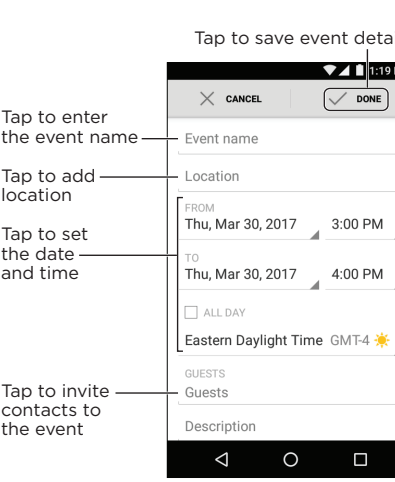 Tap to save event deta
1:19
CANCEL
DONE
Tap to enter
the event name
Event name
Tap to add
location
Location
Tap to set
the date
and time
FROM
Thu, Mar 30, 2017 3:00 PM
TO
Thu, Mar 30, 2017 4:00 PM
ALL DAY
Eastern Daylight Time GMT-4
Tap to invite
contacts to
the event
GUESTS
Guests
Description